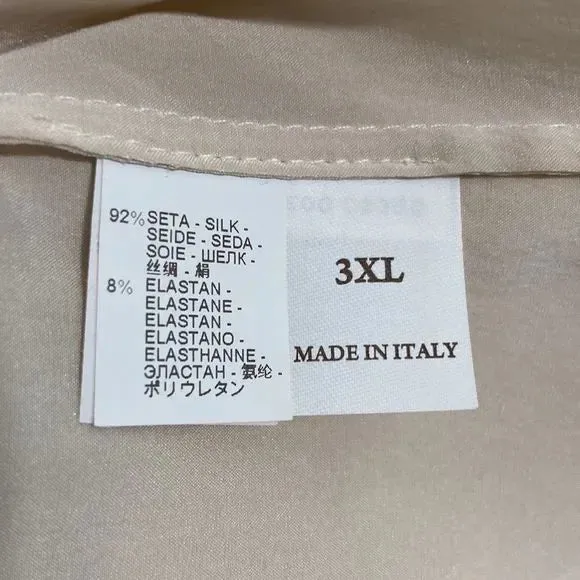 92% SETA - SILK -
SEIDE - SEDA -
SOIE - ШЕЛК -
丝绸 - 絹
8% ELASTAN -
ELASTANE -
ELASTAN -
ELASTANO -
ELASTHANNE -
ЭЛАСТАН - 氨纶 -
ポリウレタン
3XL
MADE IN ITALY